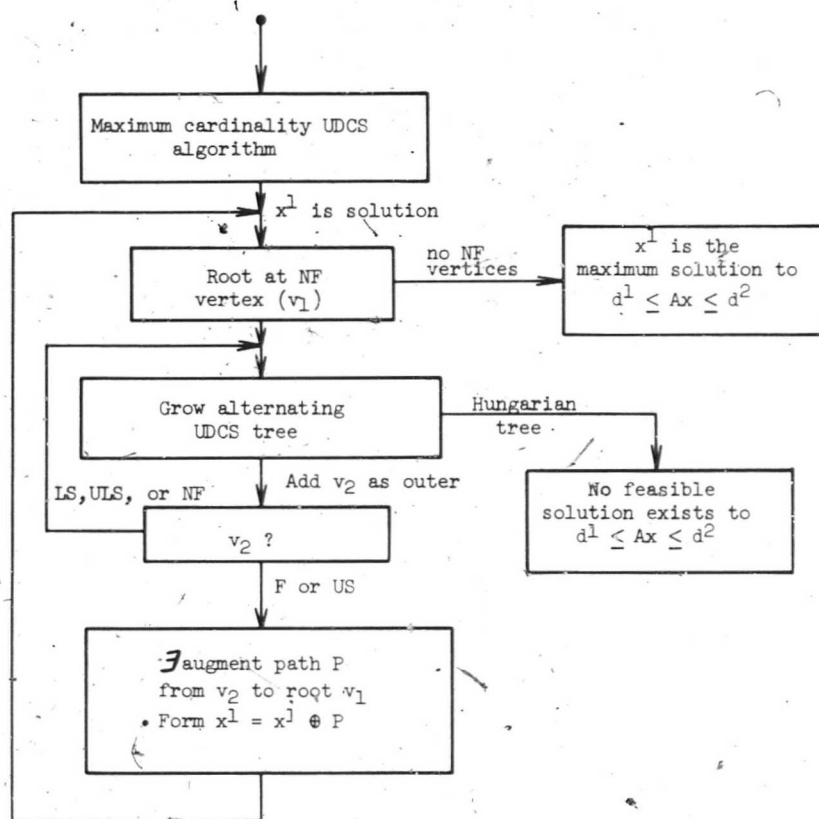 Maximum cardinality UDCS
algorithm
x¹ is solution
Root at NF
vertex (v₁)
no NF
vertices
x¹ is the
maximum solution to
d¹ ≤ Ax ≤ d²
Grow alternating
UDCS tree
Hungarian
tree
No feasible
solution exists to
d¹ ≤ Ax ≤ d²
LS,ULS, or NF
Add v₂ as outer
v₂ ?
F or US
∃ augment path P
from v₂ to root v₁
Form x¹ = x¹ ⊕ P